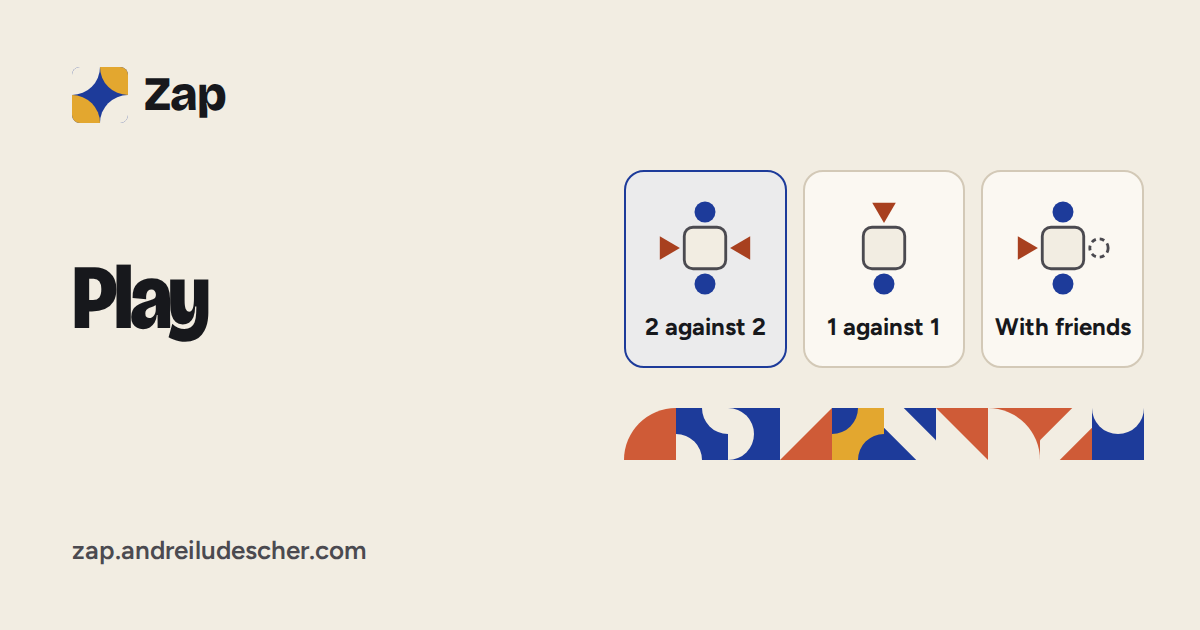 Zap
Play
2 against 2
1 against 1
With friends
zap.andreiludescher.com